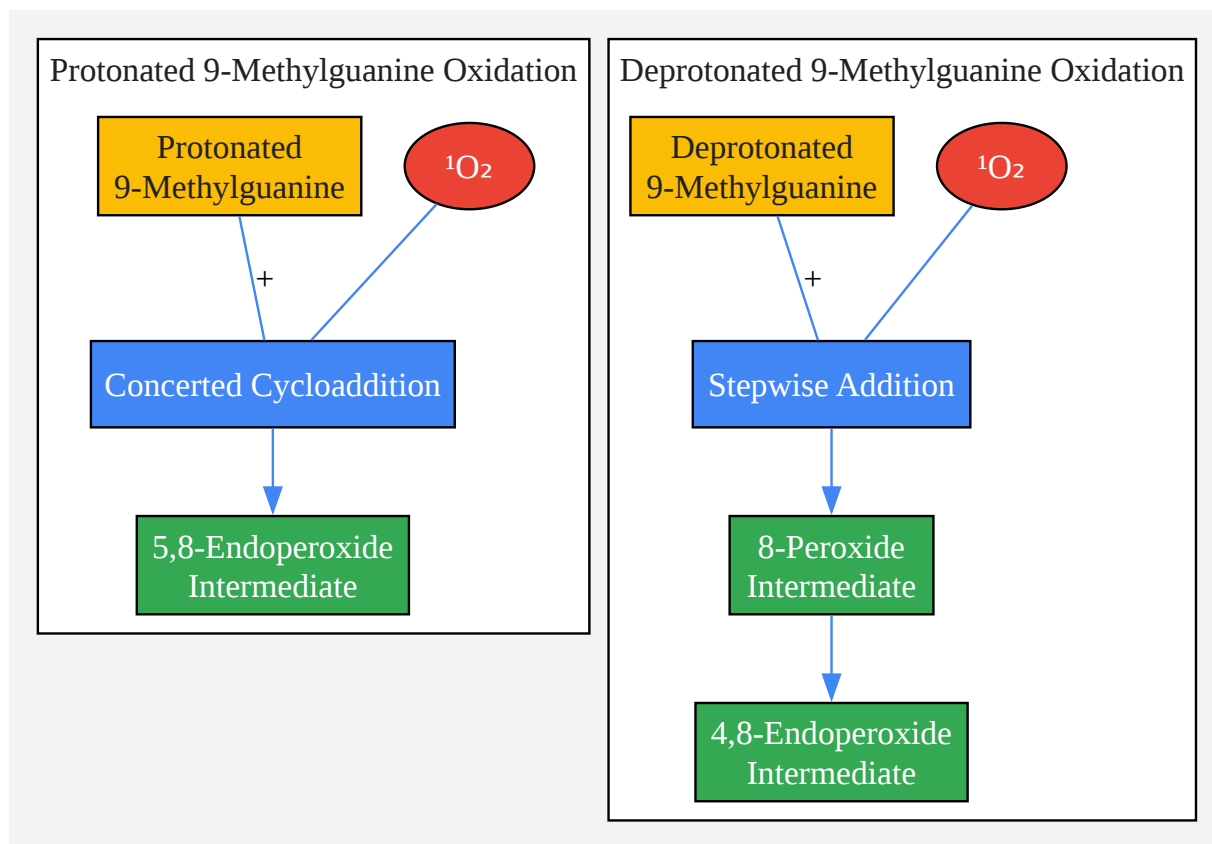 Protonated 9-Methylguanine Oxidation
Protonated
9-Methylguanine
¹O₂
+
Concerted Cycloaddition
5,8-Endoperoxide
Intermediate
Deprotonated 9-Methylguanine Oxidation
Deprotonated
9-Methylguanine
¹O₂
+
Stepwise Addition
8-Peroxide
Intermediate
4,8-Endoperoxide
Intermediate